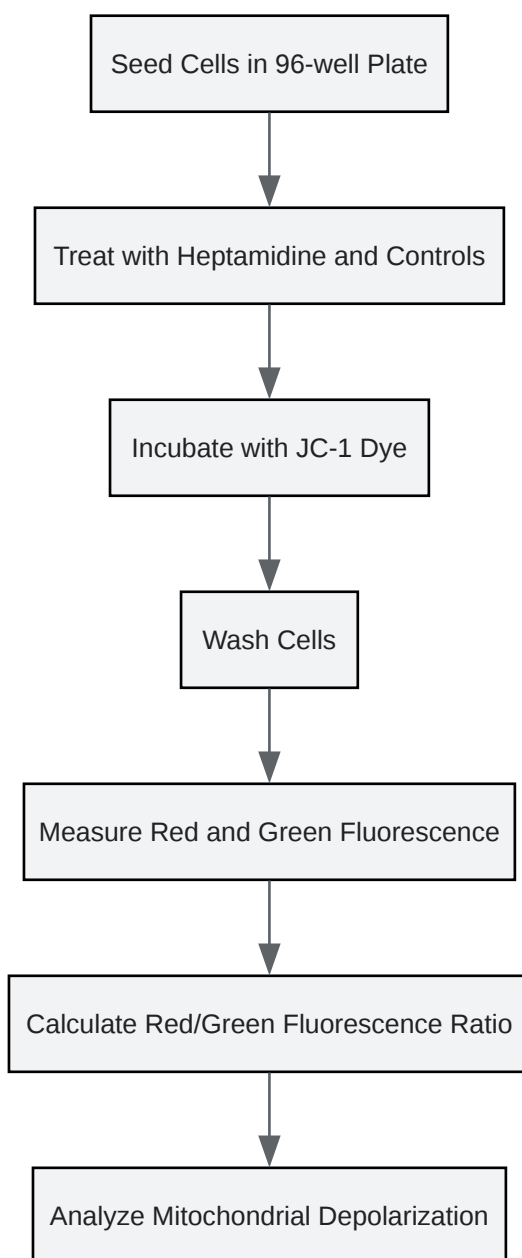 Seed Cells in 96-well Plate
Treat with Heptamidine and Controls
Incubate with JC-1 Dye
Wash Cells
Measure Red and Green Fluorescence
Calculate Red/Green Fluorescence Ratio
Analyze Mitochondrial Depolarization